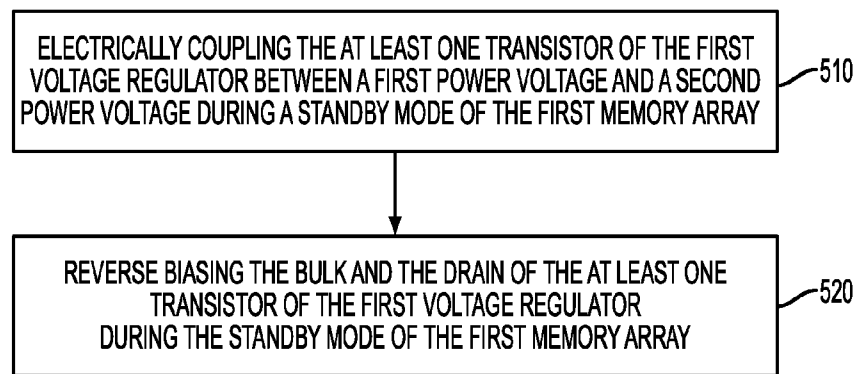 ELECTRICALLY COUPLING THE AT LEAST ONE TRANSISTOR OF THE FIRST
VOLTAGE REGULATOR BETWEEN A FIRST POWER VOLTAGE AND A SECOND
POWER VOLTAGE DURING A STANDBY MODE OF THE FIRST MEMORY ARRAY
510
REVERSE BIASING THE BULK AND THE DRAIN OF THE AT LEAST ONE
TRANSISTOR OF THE FIRST VOLTAGE REGULATOR
DURING THE STANDBY MODE OF THE FIRST MEMORY ARRAY
520